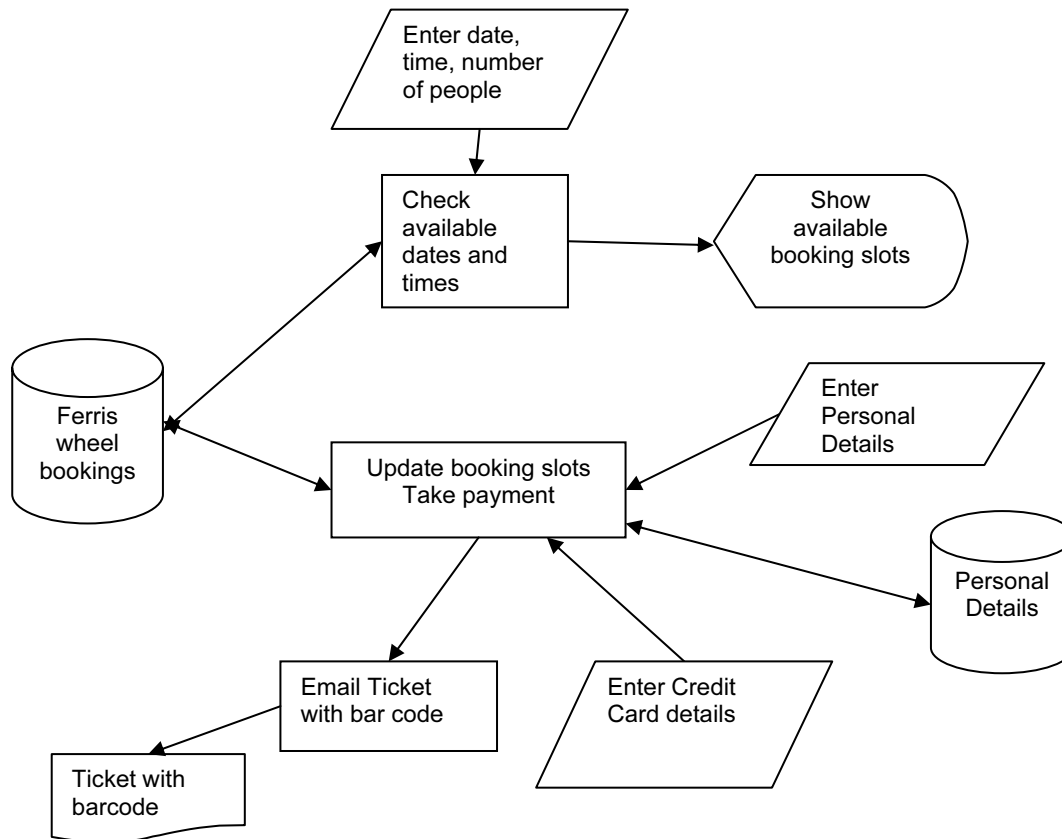 Enter date,
time, number
of people
Check
available
dates and
times
Show
available
booking slots
Ferris
wheel
bookings
Enter
Personal
Details
Update booking slots
Take payment
Personal
Details
Email Ticket
with bar code
Enter Credit
Card details
Ticket with
barcode